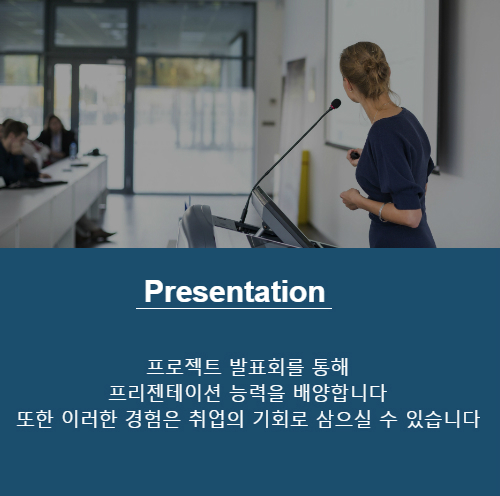 Presentation
프로젝트 발표회를 통해
프리젠테이션 능력을 배양합니다
또한 이러한 경험은 취업의 기회로 삼으실 수 있습니다